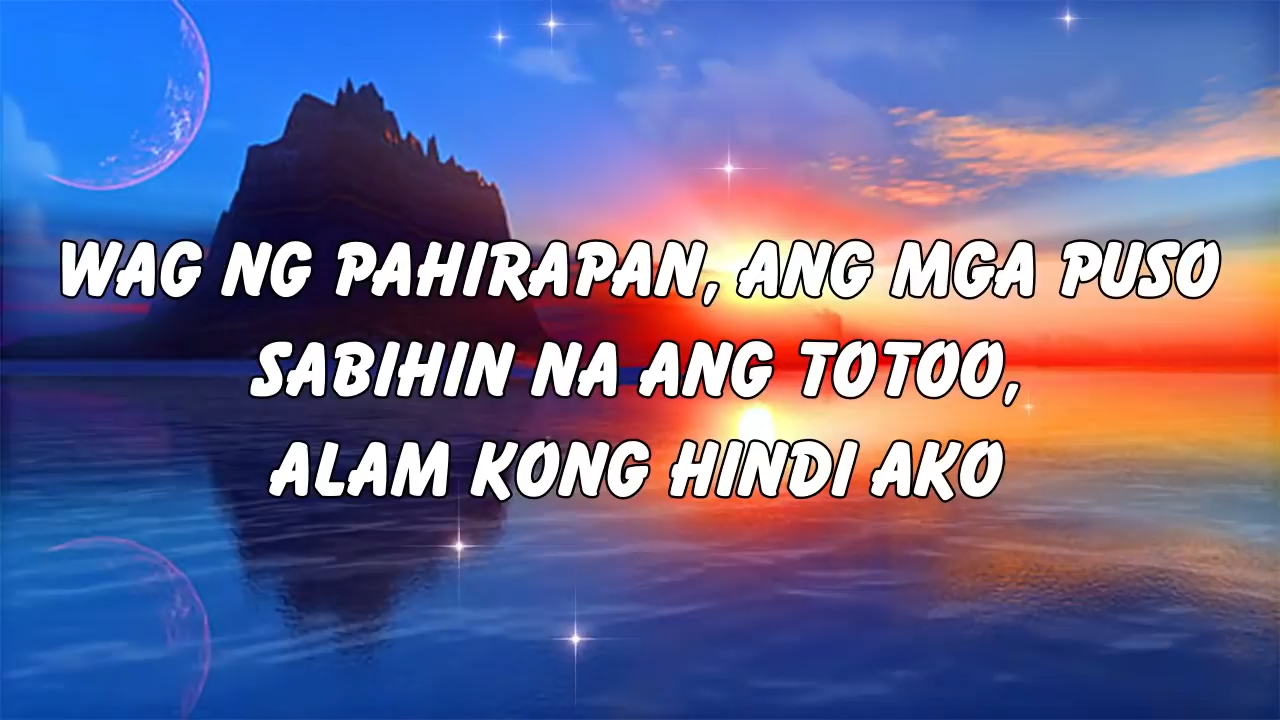 WAG NG PAHIRAPAN, ANG MGA PUSO
SABIHIN NA ANG TOTOO,
ALAM KONG HINDI AKO